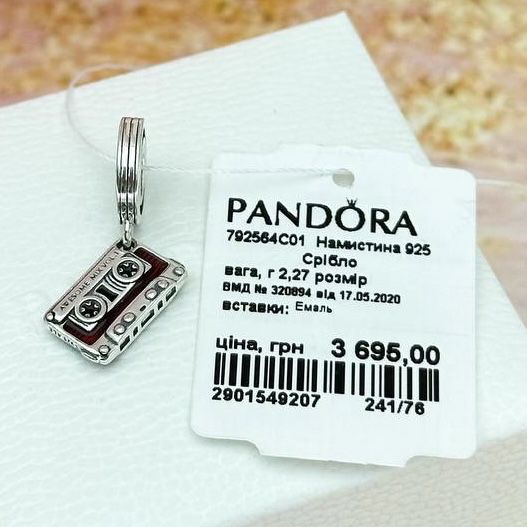 AWESOME MIX VOL. 1
PANDORA
792564C01 Намистина 925
Срібло
вага, г 2,27 розмір
ВМД № 320894 від 17.05.2020
вставки: Емаль
ціна, грн 3 695,00
2901549207 241/76